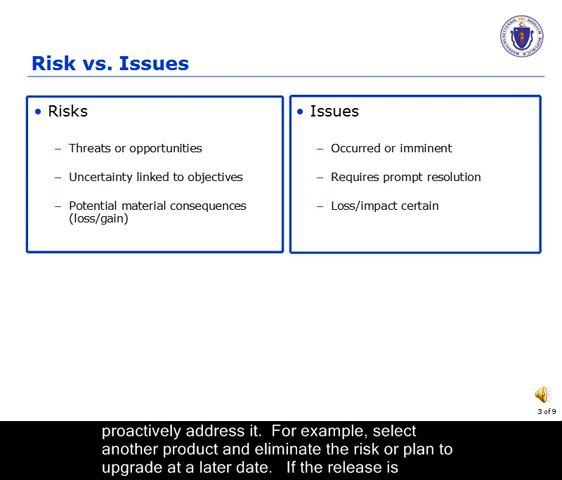 Risk vs. Issues
• Risks
– Threats or opportunities
– Uncertainty linked to objectives
– Potential material consequences
(loss/gain)
• Issues
– Occurred or imminent
– Requires prompt resolution
– Loss/impact certain
3 of 9
proactively address it.  For example, select
another product and eliminate the risk or plan to
upgrade at a later date.   If the release is